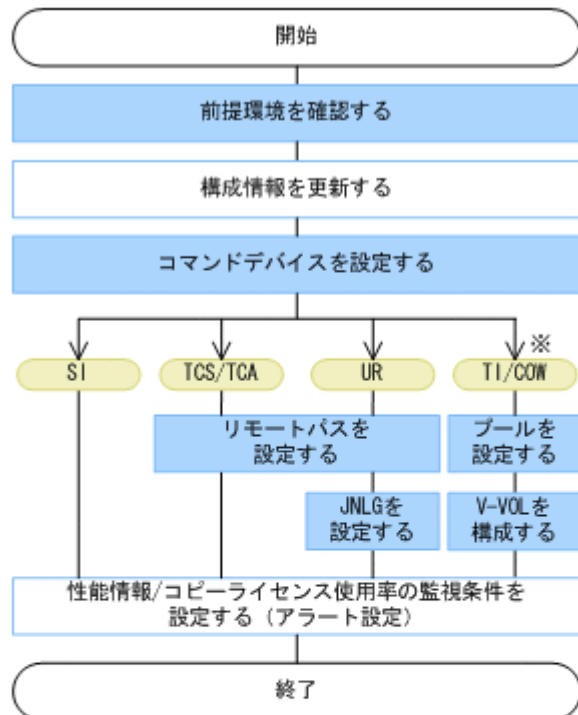 開始
前提環境を確認する
構成情報を更新する
コマンドデバイスを設定する
※
SI
TCS/TCA
UR
TI/COW
リモートパスを
設定する
プールを
設定する
JNLGを
設定する
V-VOLを
構成する
性能情報/コピーライセンス使用率の監視条件を
設定する（アラート設定）
終了